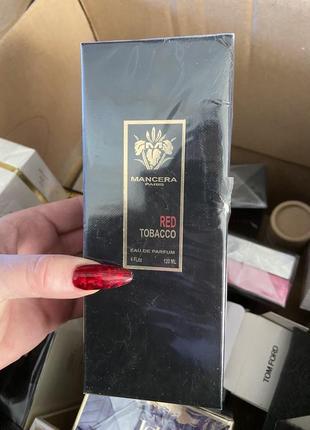 MANCERA
PARIS
RED
TOBACCO
EAU DE PARFUM
4 Fl.Oz 120 ML
TOM FORD